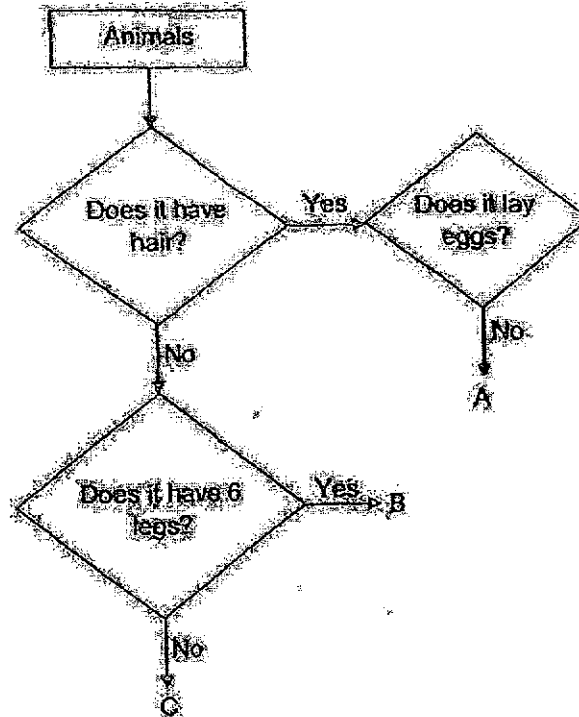 Animals
Does it have
hair?
Yes
Does it lay
eggs?
No
A
No
Does it have 6
legs?
Yes
B
No
C